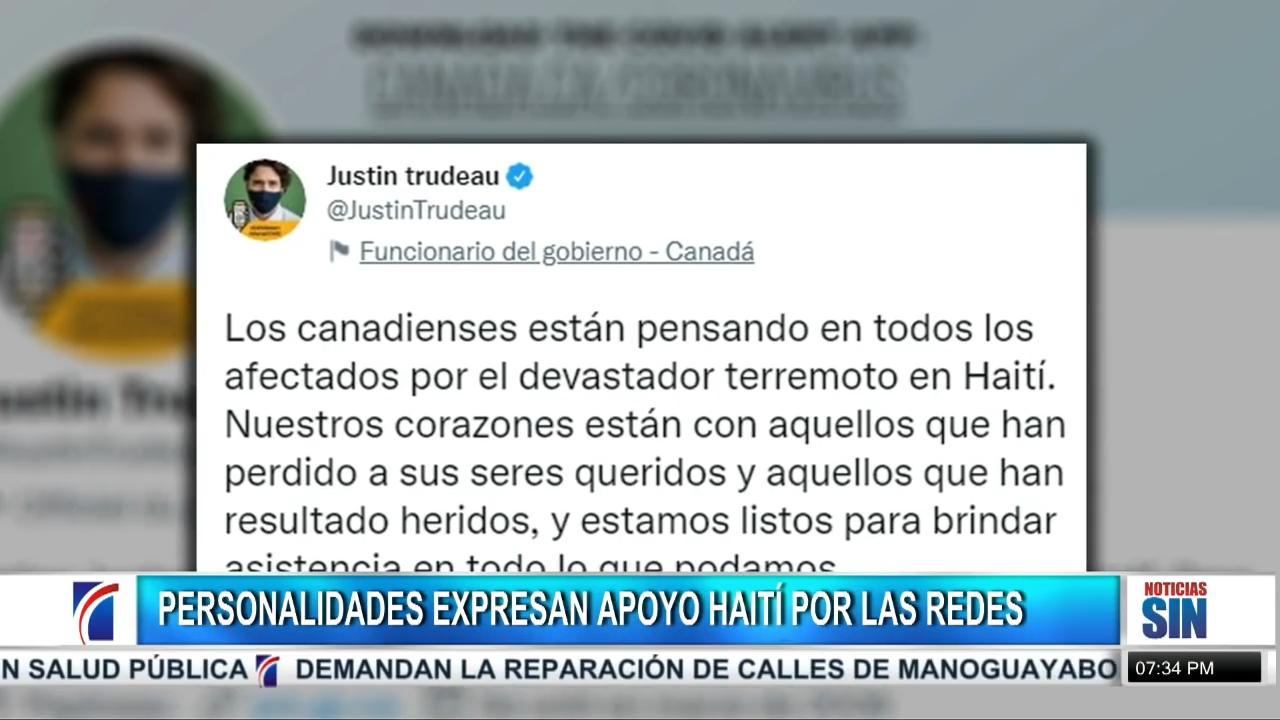 Justin trudeau
@JustinTrudeau
Funcionario del gobierno - Canadá
Los canadienses están pensando en todos los
afectados por el devastador terremoto en Haití.
Nuestros corazones están con aquellos que han
perdido a sus seres queridos y aquellos que han
resultado heridos, y estamos listos para brindar
asistencia en todo lo que podamos
PERSONALIDADES EXPRESAN APOYO HAITÍ POR LAS REDES
NOTICIAS
SIN
N SALUD PÚBLICA DEMANDAN LA REPARACIÓN DE CALLES DE MANOGUAYABO
07:34 PM